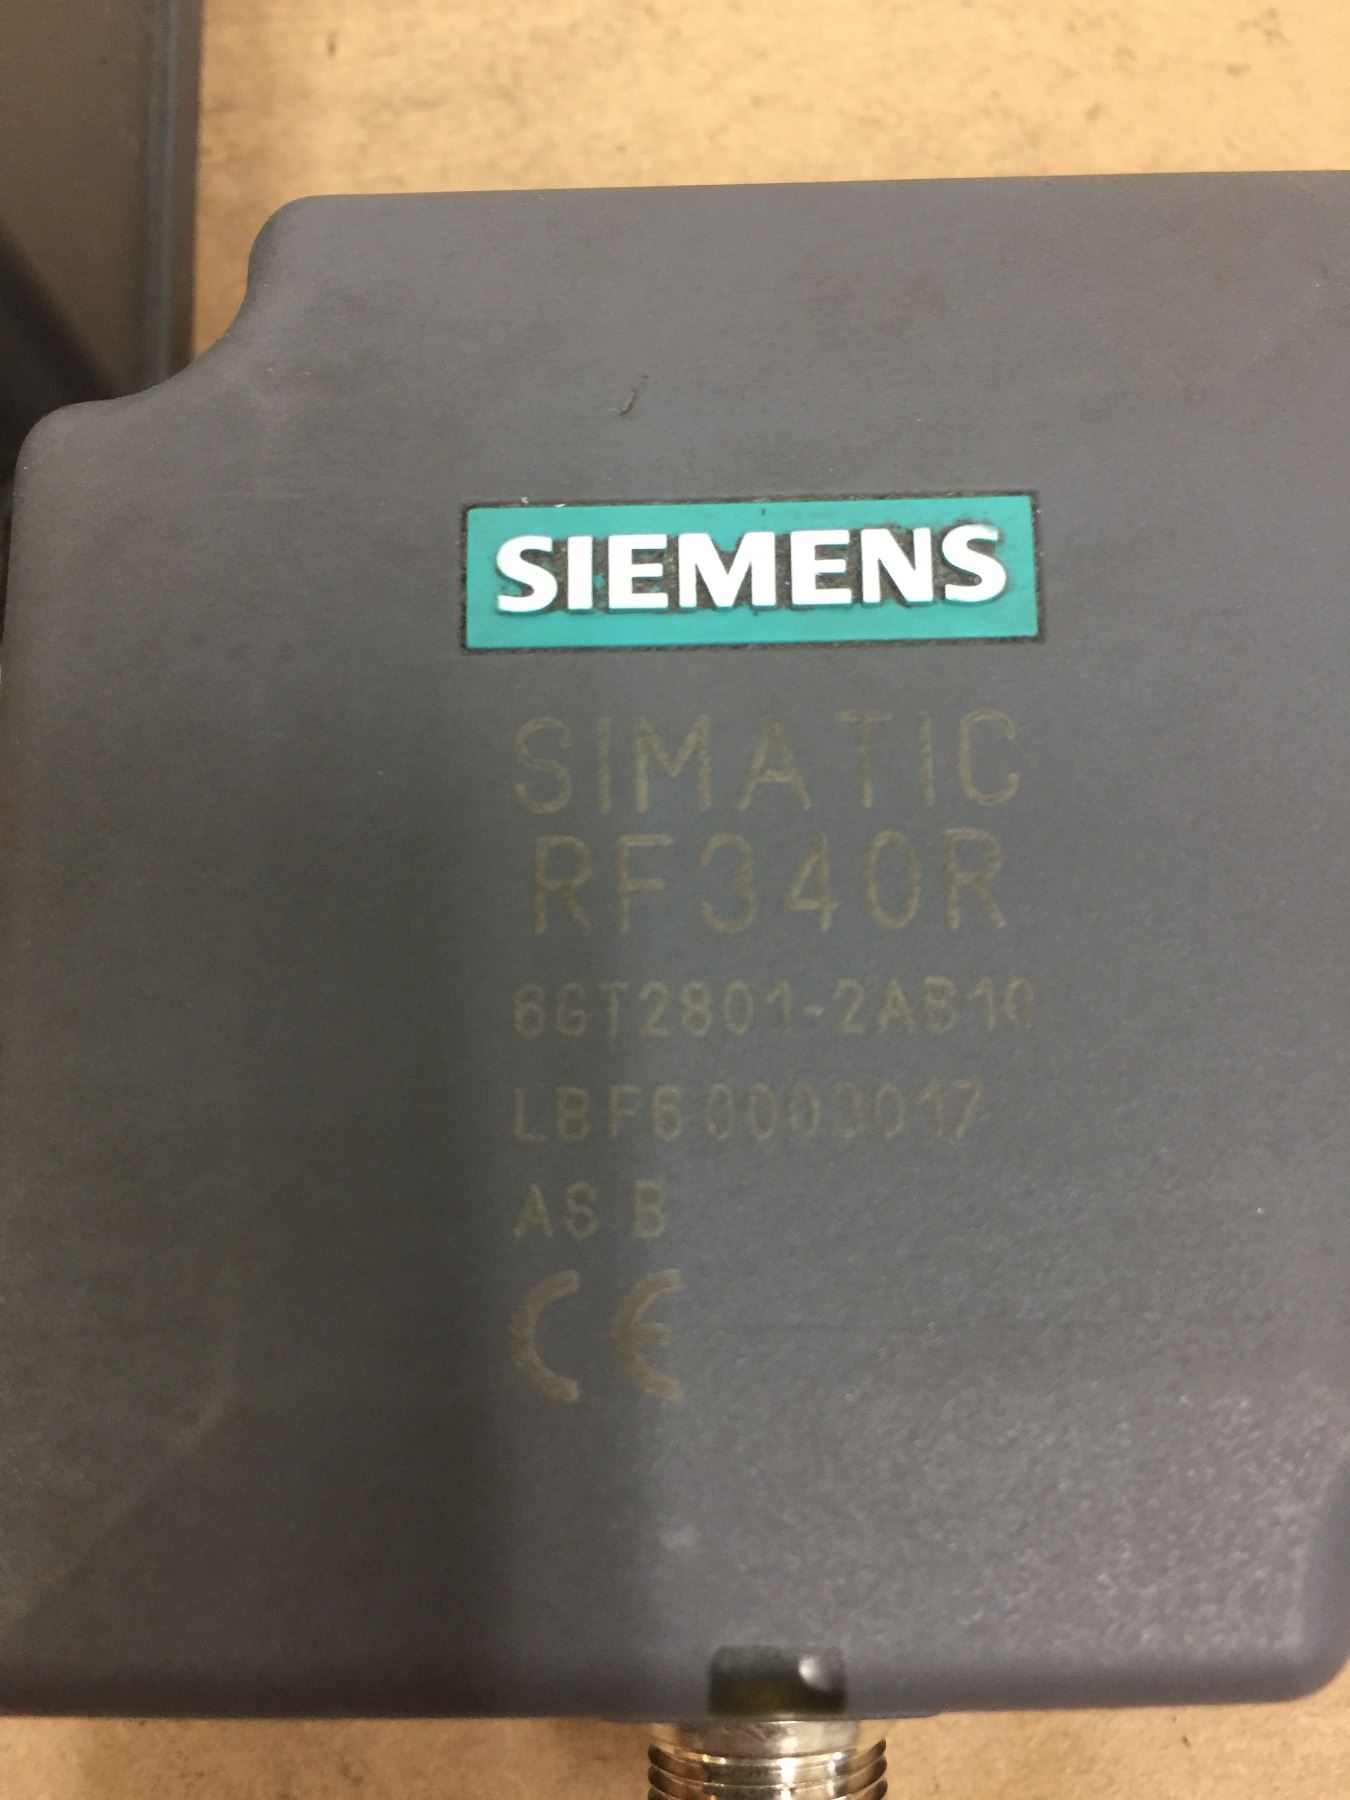 SIEMENS
SIMATIC
RF340R
6GT2801-2AB10
LBF60003017
AS B
CE